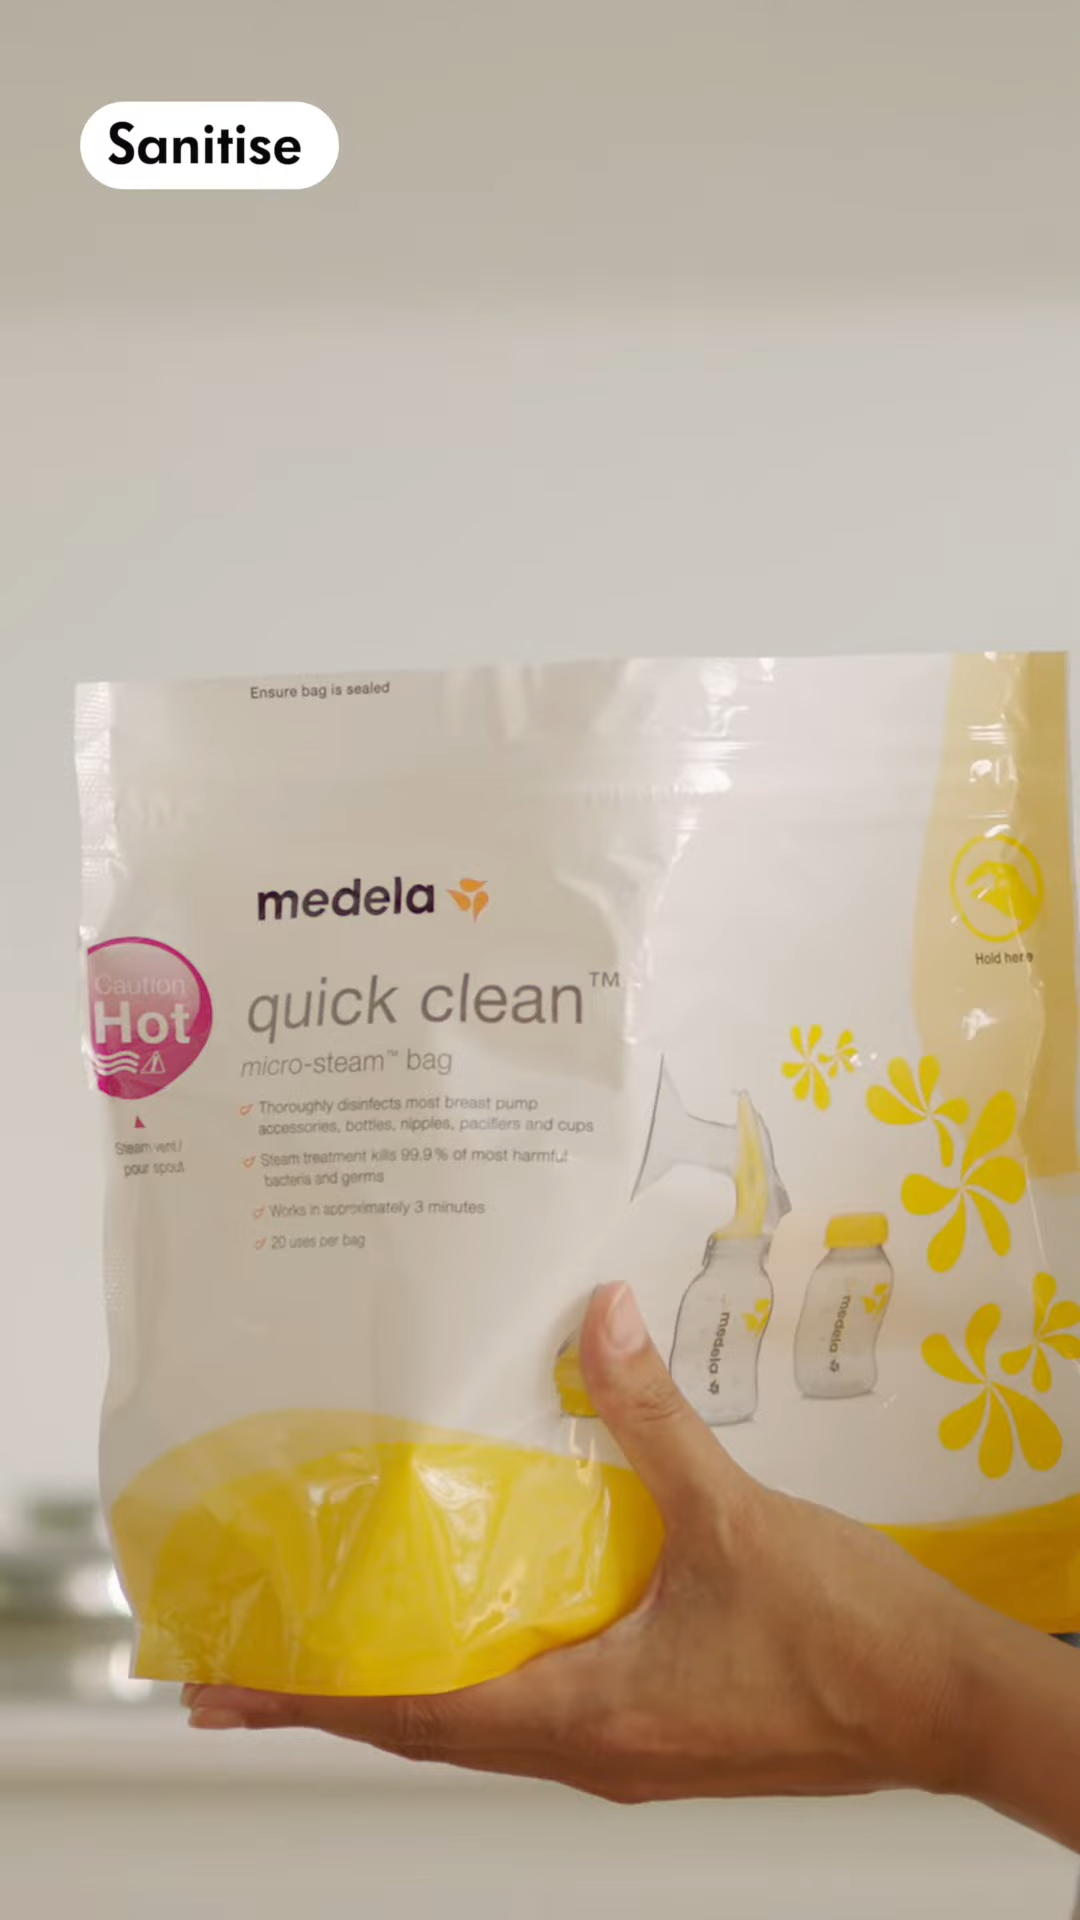 Sanitise
Ensure bag is sealed
medela
Caution
Hot
quick clean™
micro-steam™ bag
Thoroughly disinfects most breast pump
accessories, bottles, nipples, pacifiers and cups
Steam treatment kills 99.9 % of most harmful
bacteria and germs
Works in approximately 3 minutes
20 uses per bag
Steam vent /
pour spout
Hold here
medela
medela